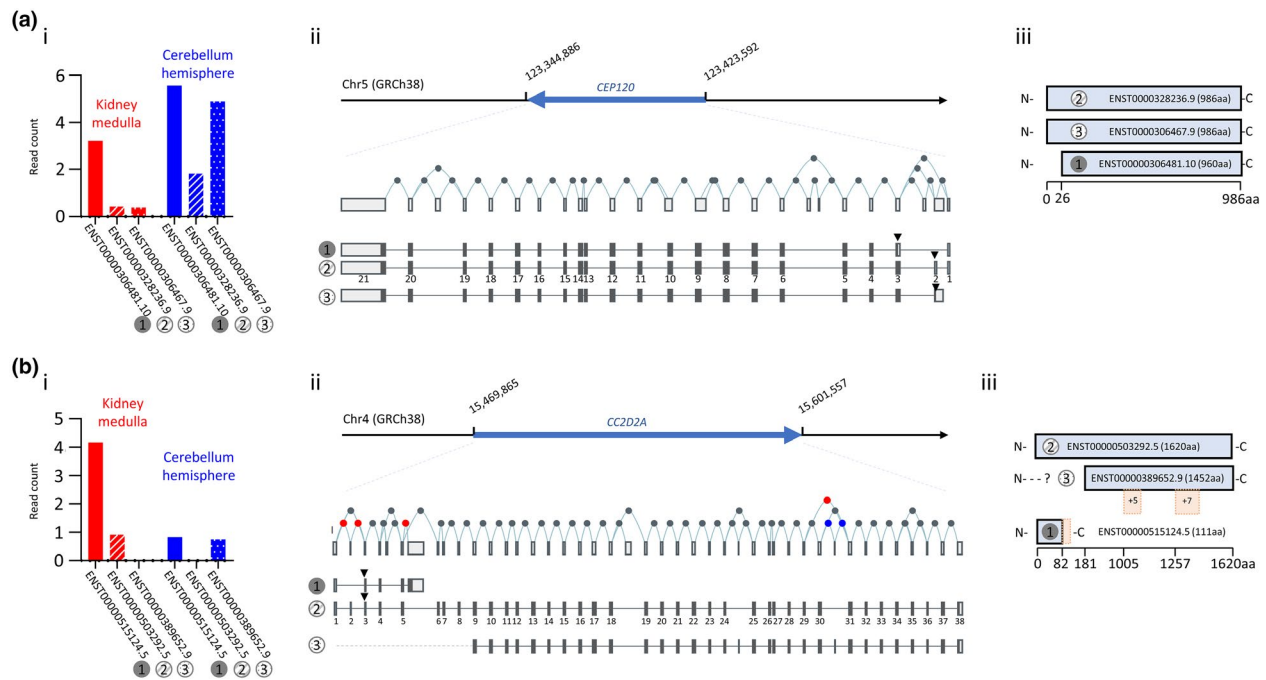 (a)
i
Kidney
medulla
Cerebellum
hemisphere
Read count
6
4
2
0
ENST00000306481.10
ENST00000328236.9
ENST00000306467.9
ENST00000306481.10
ENST00000328236.9
ENST00000306467.9
1 2 3 1 2 3
ii
Chr5 (GRCh38)
123,344,886
CEP120
123,423,592
1
2
21 20 19 18 17 16 15 14 13 12 11 10 9 8 7 6 5 4 3 2 1
3
iii
N- 2 ENST0000328236.9 (986aa) -C
N- 3 ENST0000306467.9 (986aa) -C
N- 1 ENST00000306481.10 (960aa) -C
0 26 986aa
(b)
i
Kidney
medulla
Cerebellum
hemisphere
Read count
5
4
3
2
1
0
ENST00000515124.5
ENST00000503292.5
ENST00000389652.9
ENST00000515124.5
ENST00000503292.5
ENST00000389652.9
1 2 3 1 2 3
ii
Chr4 (GRCh38)
15,469,865
CC2D2A
15,601,557
1
2
1 2 3 4 5 6 7 8 9 10 11 12 13 14 15 16 17 18 19 20 21 22 23 24 25 26 27 28 29 30 31 32 33 34 35 36 37 38
3
iii
N- 2 ENST00000503292.5 (1620aa) -C
N- - - ? 3 ENST00000389652.9 (1452aa) -C
+5 +7
N- 1 -C ENST00000515124.5 (111aa)
0 82 181 1005 1257 1620aa